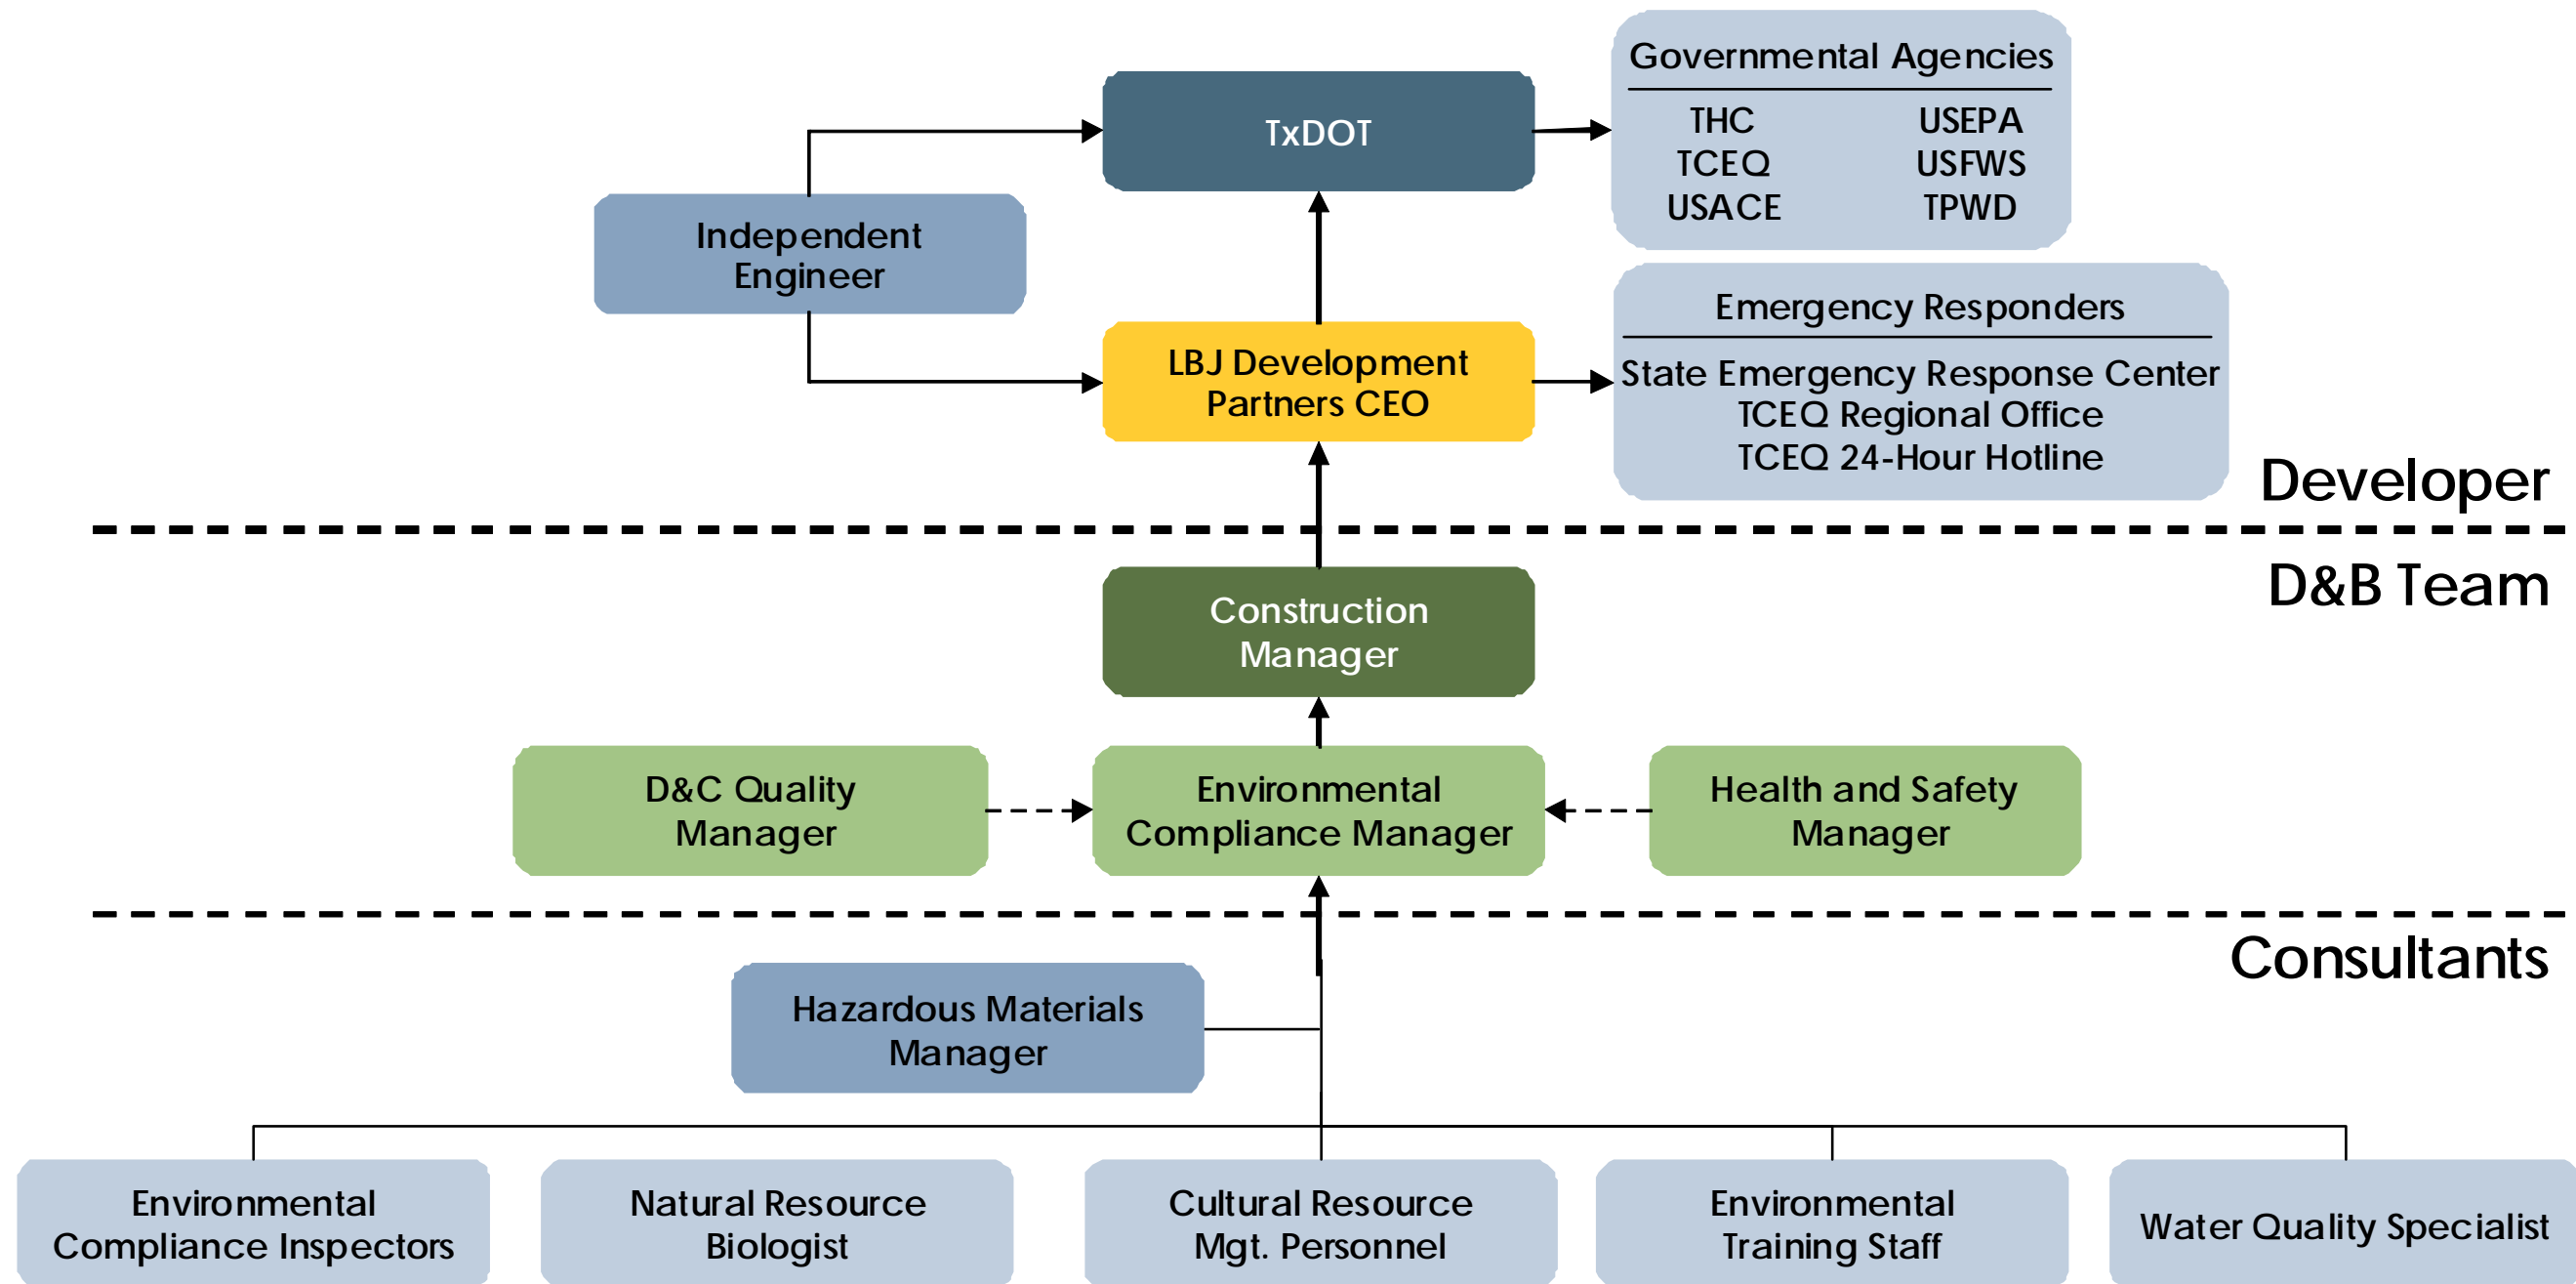 TxDOT
Governmental Agencies
THC USEPA
TCEQ USFWS
USACE TPWD
Independent
Engineer
LBJ Development
Partners CEO
Emergency Responders
State Emergency Response Center
TCEQ Regional Office
TCEQ 24-Hour Hotline
Developer
D&B Team
Construction
Manager
D&C Quality
Manager
Environmental
Compliance Manager
Health and Safety
Manager
Consultants
Hazardous Materials
Manager
Environmental
Compliance Inspectors
Natural Resource
Biologist
Cultural Resource
Mgt. Personnel
Environmental
Training Staff
Water Quality Specialist